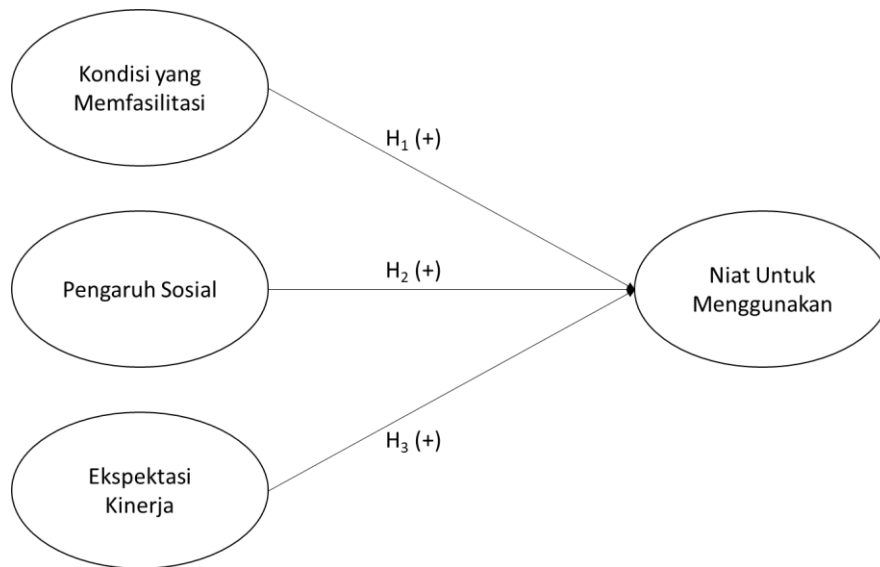 Kondisi yang
Memfasilitasi
H₁ (+)
Pengaruh Sosial
H₂ (+)
Niat Untuk
Menggunakan
H₃ (+)
Ekspektasi
Kinerja